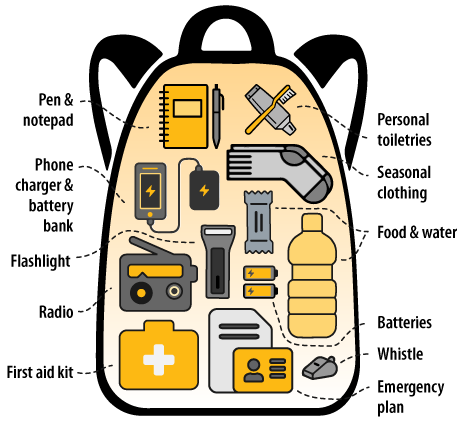 Pen &
notepad
Phone
charger &
battery
bank
Flashlight
Radio
First aid kit
Personal
toiletries
Seasonal
clothing
Food & water
Batteries
Whistle
Emergency
plan